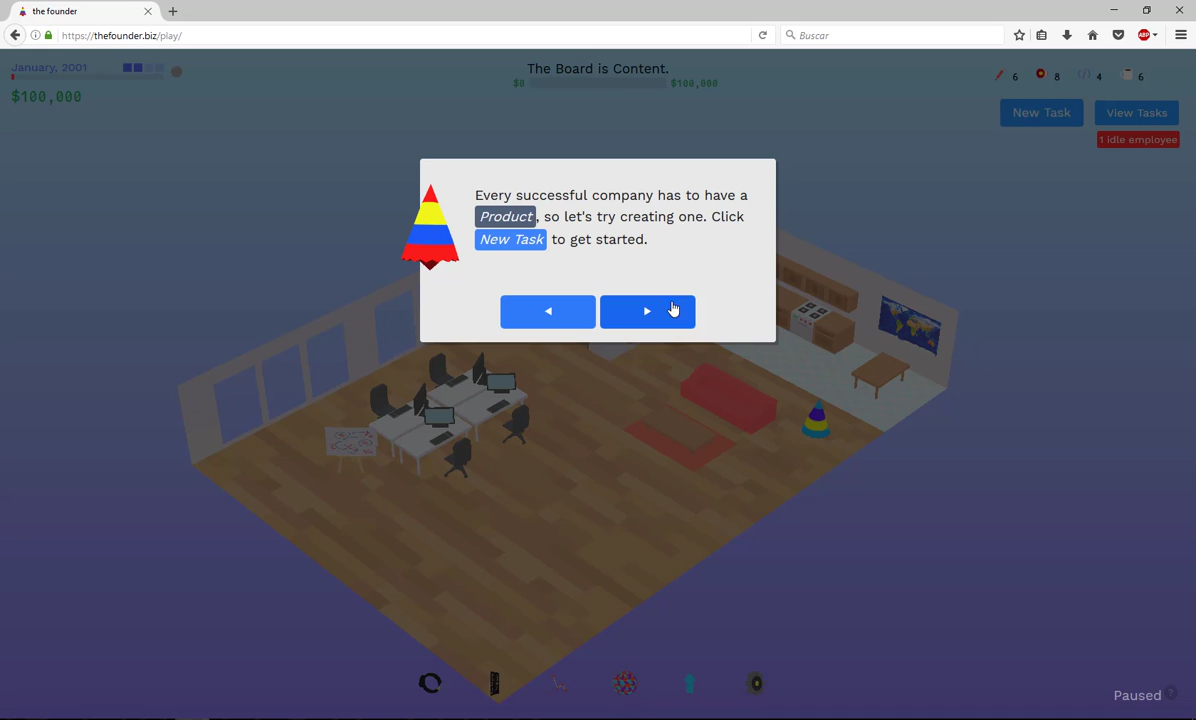 the founder
https://thefounder.biz/play/
Buscar
ABP
January, 2001
$100,000
The Board is Content.
$0 $100,000
6 8 4 6
New Task
View Tasks
1 idle employee
Every successful company has to have a
Product, so let's try creating one. Click
New Task to get started.
Paused ?